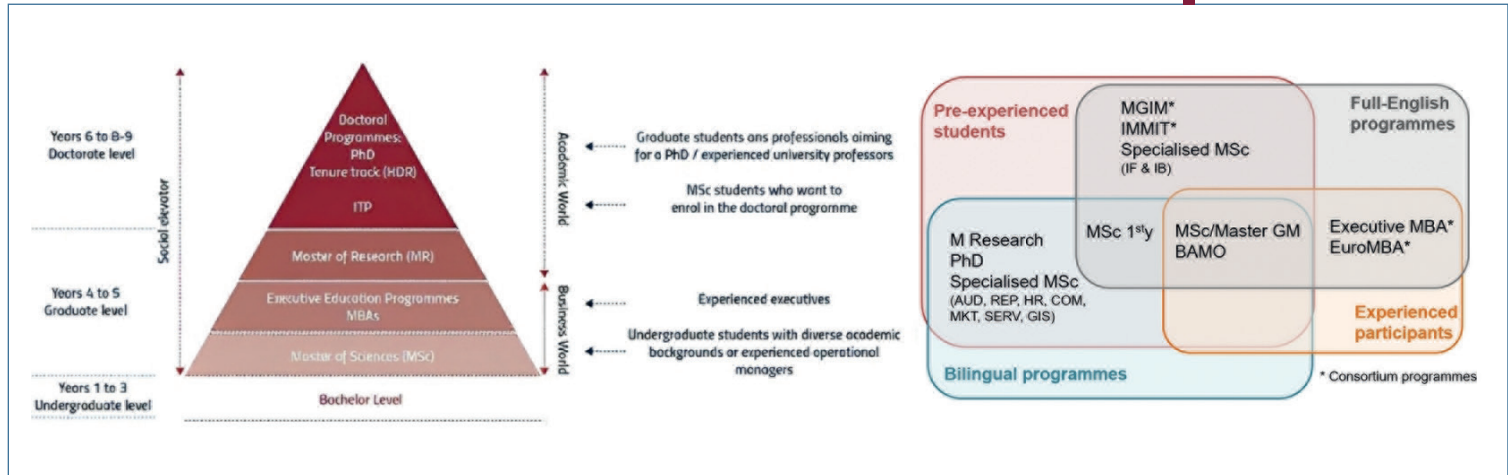 Years 6 to 8-9
Doctorate level
Years 4 to 5
Graduate level
Years 1 to 3
Undergraduate level
Social elevator
Doctoral
Programmes:
PhD
Tenure track (HDR)
ITP
Master of Research (MR)
Executive Education Programmes
MBAs
Master of Sciences (MSc)
Bachelor Level
Academic World
Business World
Graduate students ans professionals aiming
for a PhD / experienced university professors
MSc students who want to
enrol in the doctoral programme
Experienced executives
Undergraduate students with diverse academic
backgrounds or experienced operational
managers
Pre-experienced
students
MGIM*
IMMIT*
Specialised MSc
(IF & IB)
Full-English
programmes
M Research
PhD
Specialised MSc
(AUD, REP, HR, COM,
MKT, SERV, GIS)
MSc 1sty
MSc/Master GM
BAMO
Executive MBA*
EuroMBA*
Experienced
participants
Bilingual programmes
* Consortium programmes